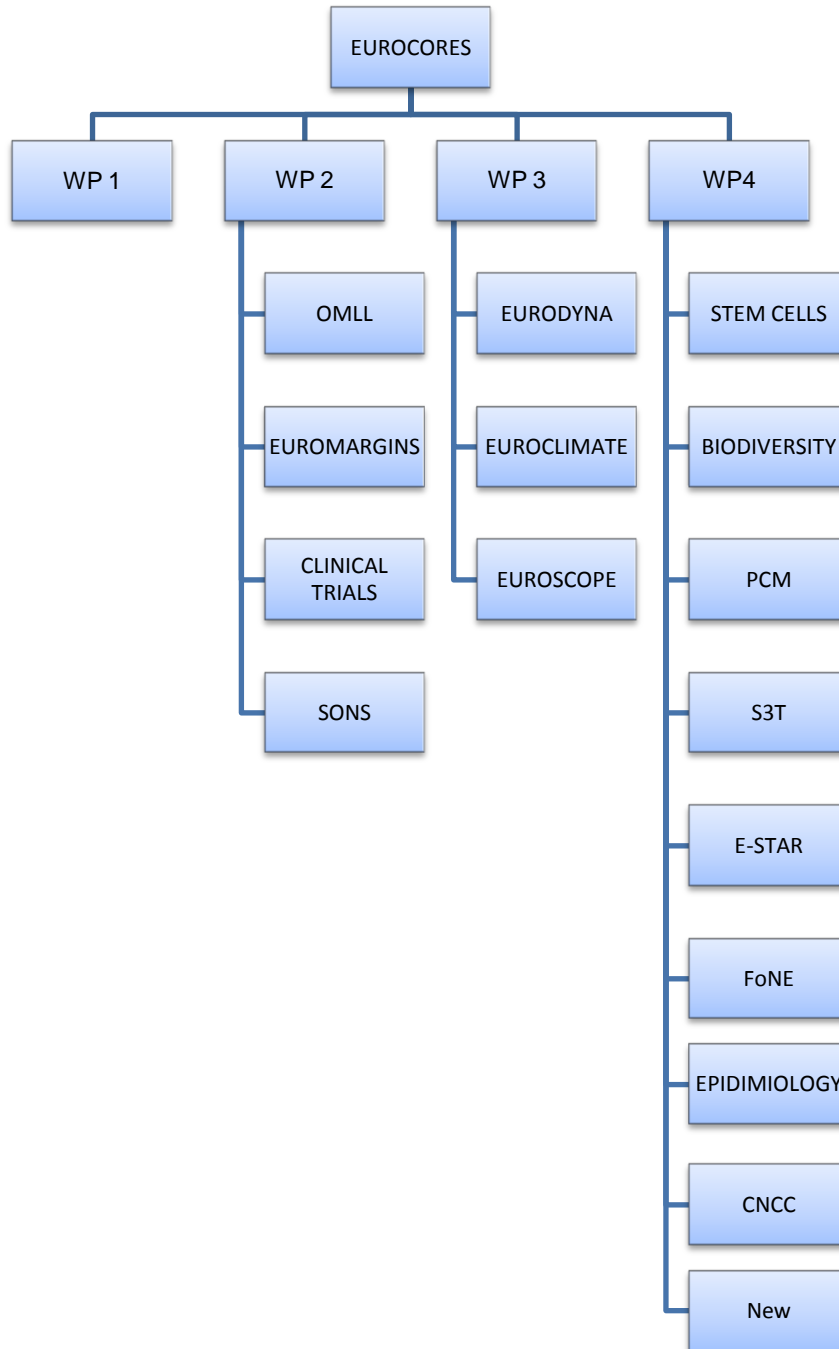 EUROCORES
WP 1
WP 2
WP 3
WP4
OMLL
EURODYNA
STEM CELLS
EUROMARGINS
EUROCLIMATE
BIODIVERSITY
CLINICAL
TRIALS
EUROSCOPE
PCM
SONS
S3T
E-STAR
FoNE
EPIDIMIOLOGY
CNCC
New